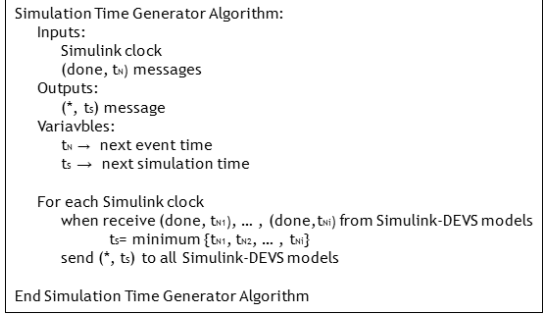 Simulation Time Generator Algorithm:
Inputs:
Simulink clock
(done, tN) messages
Outputs:
(*, ts) message
Variavbles:
tN → next event time
ts → next simulation time
For each Simulink clock
when receive (done, tN1), ... , (done,tNi) from Simulink-DEVS models
ts= minimum {tN1, tN2, ... , tNi}
send (*, ts) to all Simulink-DEVS models
End Simulation Time Generator Algorithm